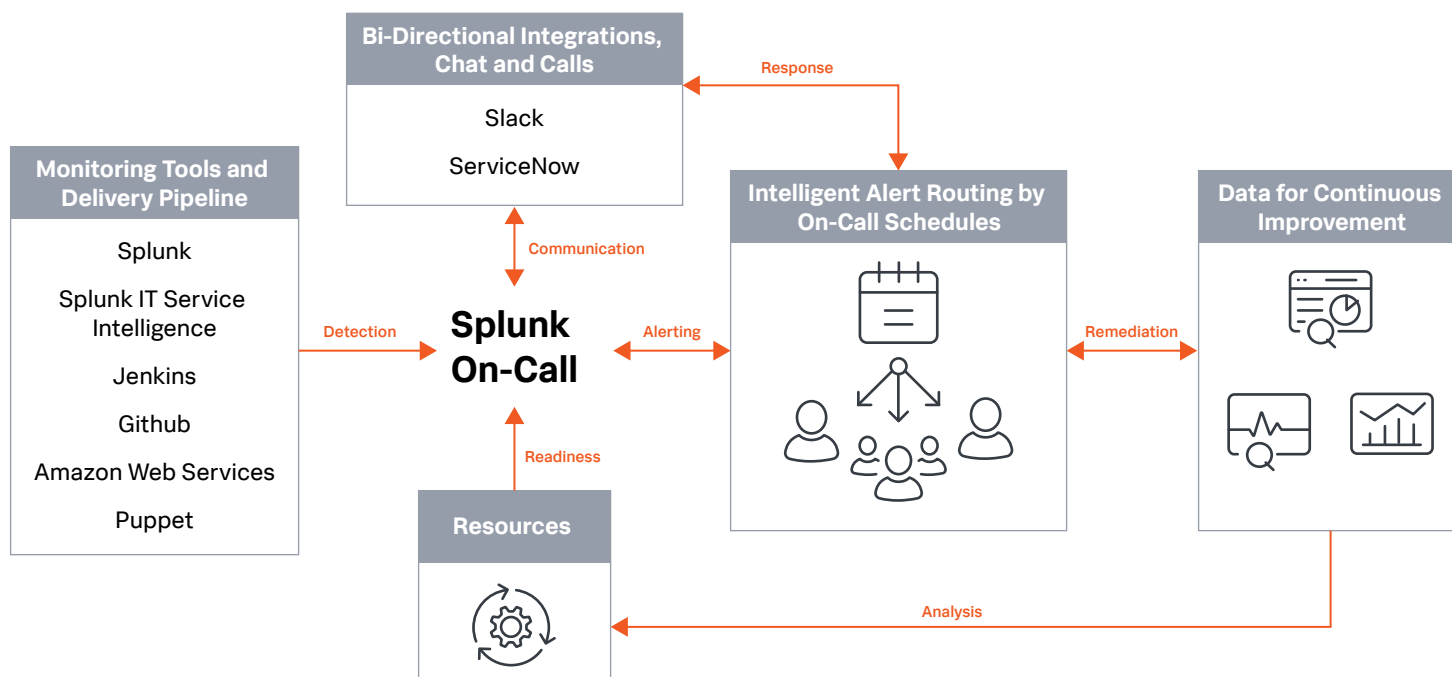 Bi-Directional Integrations,
Chat and Calls
Slack
ServiceNow
Response
Monitoring Tools and
Delivery Pipeline
Splunk
Splunk IT Service
Intelligence
Jenkins
Github
Amazon Web Services
Puppet
Detection
Communication
Splunk
On-Call
Alerting
Intelligent Alert Routing by
On-Call Schedules
Remediation
Data for Continuous
Improvement
Readiness
Resources
Analysis